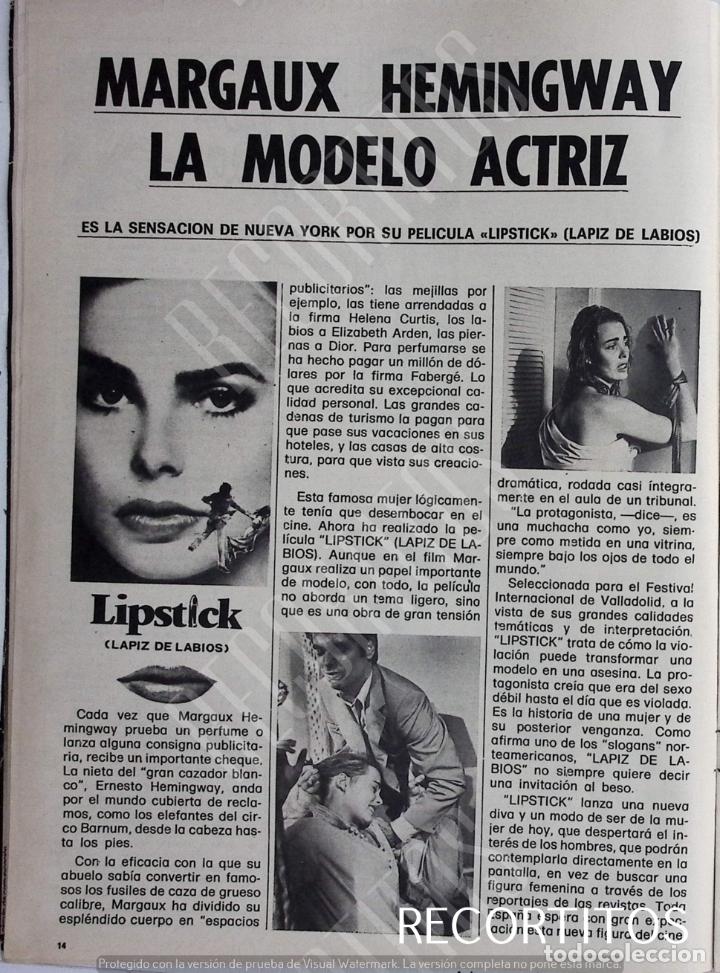 MARGAUX HEMINGWAY
LA MODELO ACTRIZ
ES LA SENSACION DE NUEVA YORK POR SU PELICULA «LIPSTICK» (LAPIZ DE LABIOS)
Lipstick
(LAPIZ DE LABIOS)
Cada vez que Margaux He-
mingway prueba un perfume o
lanza alguna consigna publicita-
ria, recibe un importante cheque.
La nieta del "gran cazador blan-
co", Ernesto Hemingway, anda
por el mundo cubierta de recla-
mos, como los elefantes del cir-
co Barnum, desde la cabeza has-
ta los pies.
Con la eficacia con la que su
abuelo sabía convertir en famo-
sos los fusiles de caza de grueso
calibre, Margaux ha dividido su
espléndido cuerpo en "espacios
publicitarios": las mejillas por
ejemplo, las tiene arrendadas a
la firma Helena Curtis, los la-
bios a Elizabeth Arden, las pier-
nas a Dior. Para perfumarse se
ha hecho pagar un millón de dó-
lares por la firma Fabergé. Lo
que acredita su excepcional ca-
lidad personal. Las grandes ca-
denas de turismo la pagan para
que pase sus vacaciones en sus
hoteles, y las casas de alta cos-
tura, para que vista sus creacio-
nes.
Esta famosa mujer lógicamen-
te tenía que desembocar en el
cine. Ahora ha realizado la pe-
lícula "LIPSTICK" (LAPIZ DE LA-
BIOS). Aunque en el film Mar-
gaux realiza un papel importante
de modelo, con todo, la película
no aborda un tema ligero, sino
que es una obra de gran tensión
dramática, rodada casi íntegra-
mente en el aula de un tribunal.
"La protagonista, —dice—, es
una muchacha como yo, siem-
pre como metida en una vitrina,
siempre bajo los ojos de todo el
mundo."
Seleccionada para el Festival
Internacional de Valladolid, a la
vista de sus grandes calidades
temáticas y de interpretación.
"LIPSTICK" trata de cómo la vio-
lación puede transformar una
modelo en una asesina. La pro-
tagonista creía que era del sexo
débil hasta el día que es violada.
Es la historia de una mujer y de
su posterior venganza. Como
afirma uno de los "slogans" nor-
teamericanos, "LAPIZ DE LA-
BIOS" no siempre quiere decir
una invitación al beso.
"LIPSTICK" lanza una nueva
diva y un modo de ser de la mu-
jer de hoy, que despertará el in-
terés de los hombres, que podrán
contemplarla directamente en la
pantalla, en vez de buscar una
figura femenina a través de los
reportajes de las revistas. Toda
España espera con gran expec-
tación esta nueva figura del cine
14
RECORTITOS
todocoleccion
Protegido con la versión de prueba de Visual Watermark. La versión completa no pone esta marca.